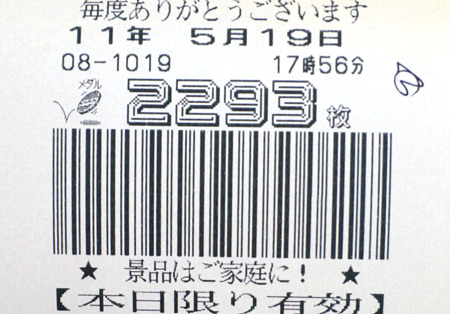 毎度ありがとうございます
11年 5月19日
08-1019 17時56分
メダル 2293枚
★ 景品はご家庭に! ★
【本日限り有効】